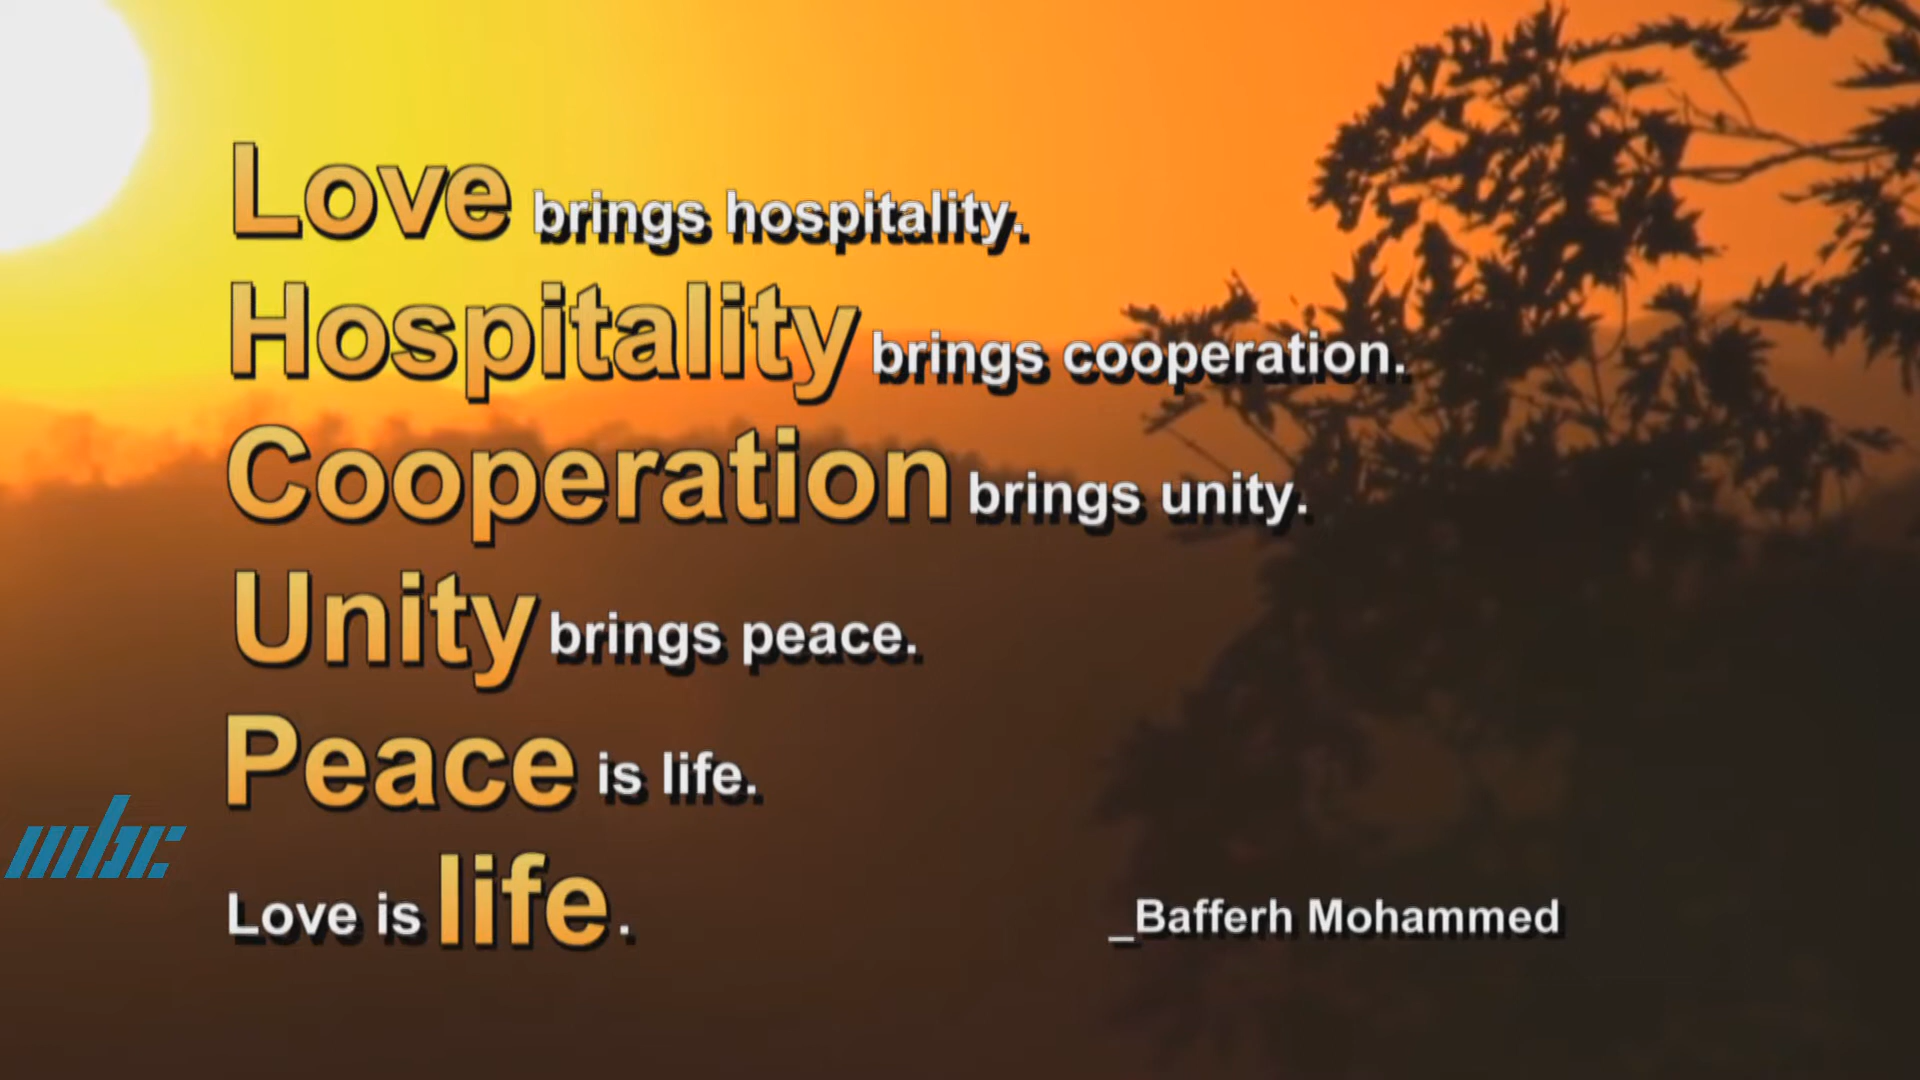 Love brings hospitality.
Hospitality brings cooperation.
Cooperation brings unity.
Unity brings peace.
Peace is life.
mbc
Love is life.
_Bafferh Mohammed